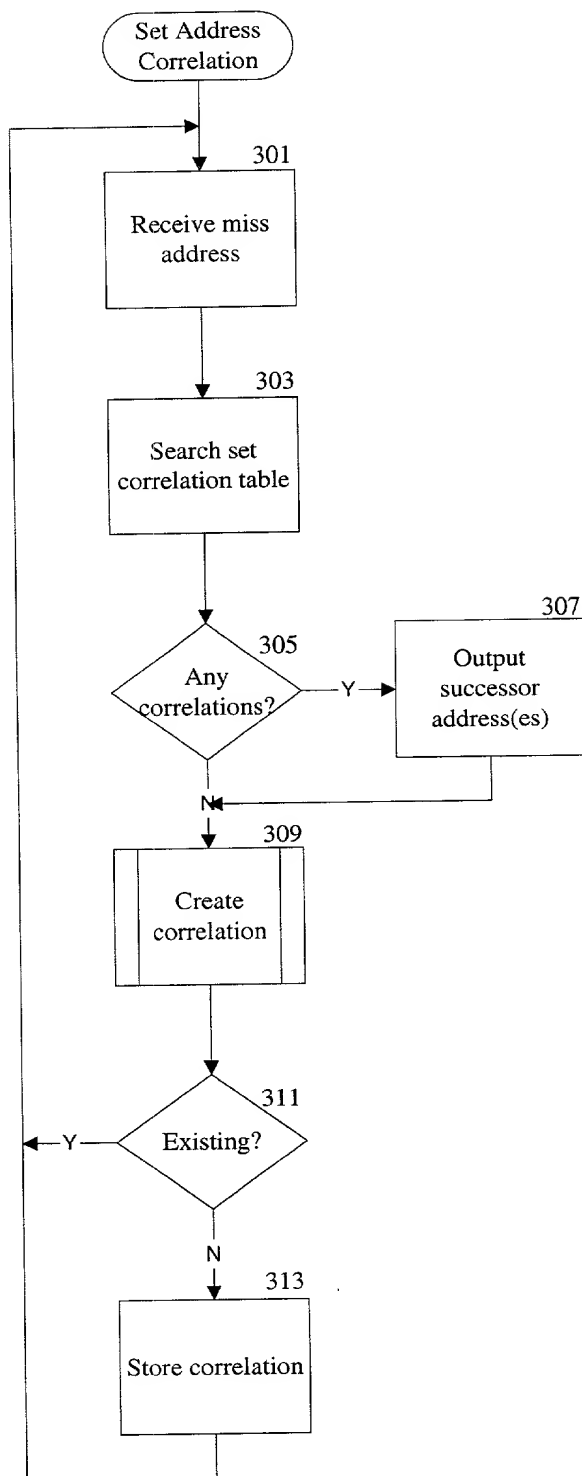 Set Address
Correlation
301
Receive miss
address
303
Search set
correlation table
305
Any
correlations?
Y
307
Output
successor
address(es)
N
309
Create
correlation
311
Existing?
Y
N
313
Store correlation